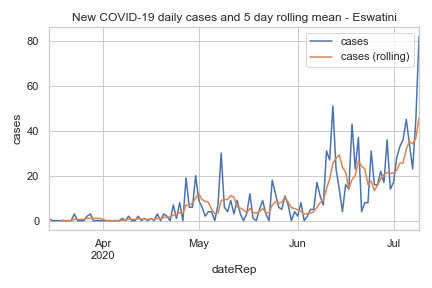 New COVID-19 daily cases and 5 day rolling mean - Eswatini
cases
cases (rolling)
80
60
40
20
0
cases
Apr
2020
May
Jun
Jul
dateRep